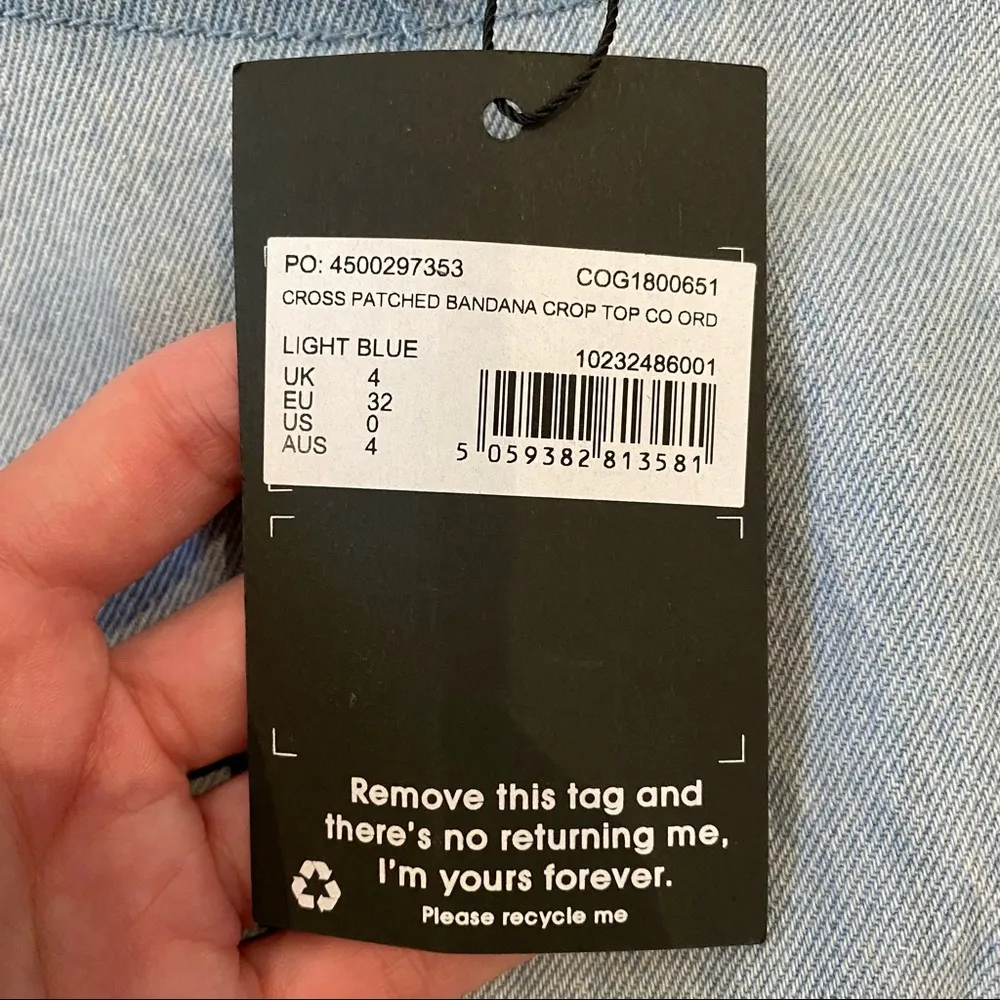 PO: 4500297353 COG1800651
CROSS PATCHED BANDANA CROP TOP CO ORD
LIGHT BLUE 10232486001
UK 4
EU 32
US 0
AUS 4
5 059382 813581
Remove this tag and
there's no returning me,
I'm yours forever.
Please recycle me